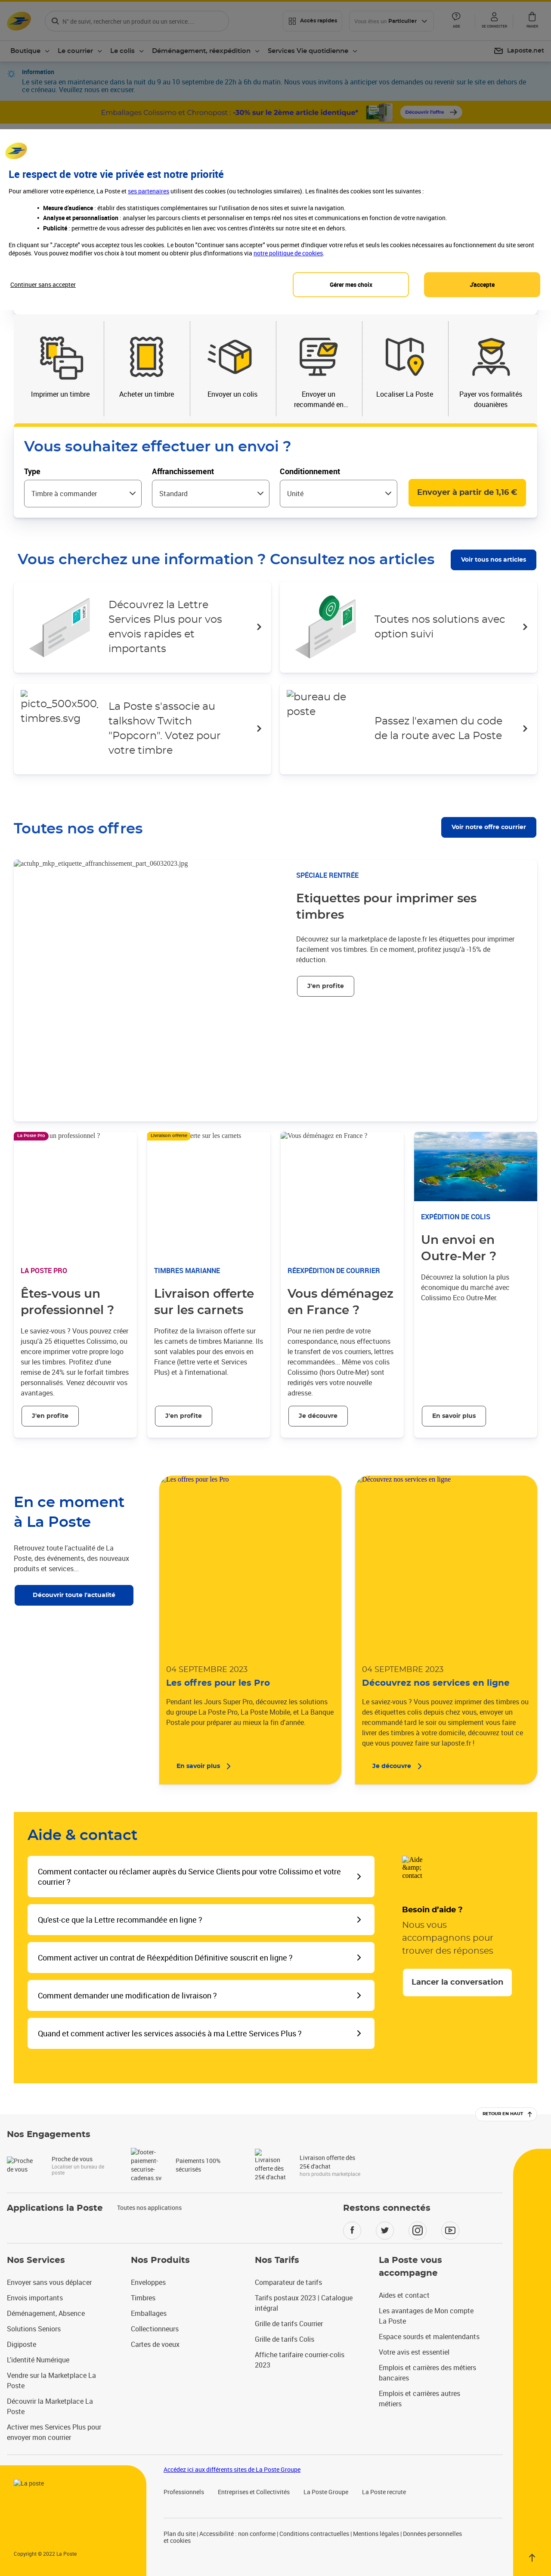 N° de suivi, rechercher un produit ou un service…
Accès rapides
Vous êtes un Particulier
AIDE
SE CONNECTER
PANIER
Boutique
Le courrier
Le colis
Déménagement, réexpédition
Services Vie quotidienne
Laposte.net
Information
Le site sera en maintenance dans la nuit du 9 au 10 septembre de 22h à 6h du matin. Nous vous invitons à anticiper vos demandes ou revenir sur le site en dehors de
ce créneau. Veuillez nous en excuser.
Emballages Colissimo et Chronopost : -30% sur le 2ème article identique*
Découvrir l'offre
Le respect de votre vie privée est notre priorité
Pour améliorer votre expérience, La Poste et ses partenaires utilisent des cookies (ou technologies similaires). Les finalités des cookies sont les suivantes :
• Mesure d'audience : établir des statistiques complémentaires sur l'utilisation de nos sites et suivre la navigation.
• Analyse et personnalisation : analyser les parcours clients et personnaliser en temps réel nos sites et communications en fonction de votre navigation.
• Publicité : permettre de vous adresser des publicités en lien avec vos centres d'intérêts sur notre site et en dehors.
En cliquant sur "J'accepte" vous acceptez tous les cookies. Le bouton "Continuer sans accepter" vous permet d'indiquer votre refus et seuls les cookies nécessaires au fonctionnement du site seront
déposés. Vous pouvez modifier vos choix à tout moment ou obtenir plus d'informations via notre politique de cookies.
Continuer sans accepter
Gérer mes choix
J'accepte
Imprimer un timbre
Acheter un timbre
Envoyer un colis
Envoyer un
recommandé en…
Localiser La Poste
Payer vos formalités
douanières
Vous souhaitez effectuer un envoi ?
Type
Affranchissement
Conditionnement
Timbre à commander
Standard
Unité
Envoyer à partir de 1,16 €
Vous cherchez une information ? Consultez nos articles
Voir tous nos articles
Découvrez la Lettre
Services Plus pour vos
envois rapides et
importants
Toutes nos solutions avec
option suivi
picto_500x500_
timbres.svg
La Poste s'associe au
talkshow Twitch
"Popcorn". Votez pour
votre timbre
bureau de
poste
Passez l'examen du code
de la route avec La Poste
Toutes nos offres
Voir notre offre courrier
actuhp_mkp_etiquette_affranchissement_part_06032023.jpg
SPÉCIALE RENTRÉE
Etiquettes pour imprimer ses
timbres
Découvrez sur la marketplace de laposte.fr les étiquettes pour imprimer
facilement vos timbres. En ce moment, profitez jusqu'à -15% de
réduction.
J'en profite
La Poste Pro
un professionnel ?
LA POSTE PRO
Êtes-vous un
professionnel ?
Le saviez-vous ? Vous pouvez créer
jusqu'à 25 étiquettes Colissimo, ou
encore imprimer votre propre logo
sur les timbres. Profitez d'une
remise de 24% sur le forfait timbres
personnalisés. Venez découvrir vos
avantages.
J'en profite
Livraison offerte
erte sur les carnets
TIMBRES MARIANNE
Livraison offerte
sur les carnets
Profitez de la livraison offerte sur
les carnets de timbres Marianne. Ils
sont valables pour des envois en
France (lettre verte et Services
Plus) et à l'international.
J'en profite
Vous déménagez en France ?
RÉEXPÉDITION DE COURRIER
Vous déménagez
en France ?
Pour ne rien perdre de votre
correspondance, nous effectuons
le transfert de vos courriers, lettres
recommandées... Même vos colis
Colissimo (hors Outre-Mer) sont
redirigés vers votre nouvelle
adresse.
Je découvre
EXPÉDITION DE COLIS
Un envoi en
Outre-Mer ?
Découvrez la solution la plus
économique du marché avec
Colissimo Eco Outre-Mer.
En savoir plus
En ce moment
à La Poste
Retrouvez toute l'actualité de La
Poste, des événements, des nouveaux
produits et services...
Découvrir toute l'actualité
Les offres pour les Pro
04 SEPTEMBRE 2023
Les offres pour les Pro
Pendant les Jours Super Pro, découvrez les solutions
du groupe La Poste Pro, La Poste Mobile, et La Banque
Postale pour préparer au mieux la fin d'année.
En savoir plus
Découvrez nos services en ligne
04 SEPTEMBRE 2023
Découvrez nos services en ligne
Le saviez-vous ? Vous pouvez imprimer des timbres ou
des étiquettes colis depuis chez vous, envoyer un
recommandé tard le soir ou simplement vous faire
livrer des timbres à votre domicile, découvrez tout ce
que vous pouvez faire sur laposte.fr !
Je découvre
Aide & contact
Comment contacter ou réclamer auprès du Service Clients pour votre Colissimo et votre
courrier ?
Qu'est-ce que la Lettre recommandée en ligne ?
Comment activer un contrat de Réexpédition Définitive souscrit en ligne ?
Comment demander une modification de livraison ?
Quand et comment activer les services associés à ma Lettre Services Plus ?
Aide
&amp;
contact
Besoin d'aide ?
Nous vous
accompagnons pour
trouver des réponses
Lancer la conversation
RETOUR EN HAUT
Nos Engagements
Proche
de vous
Proche de vous
Localiser un bureau de
poste
footer-
paiement-
securise-
cadenas.sv
Paiements 100%
sécurisés
Livraison
offerte dès
25€ d'achat
Livraison offerte dès
25€ d'achat
hors produits marketplace
Applications la Poste
Toutes nos applications
Restons connectés
Nos Services
Envoyer sans vous déplacer
Envois importants
Déménagement, Absence
Solutions Seniors
Digiposte
L'identité Numérique
Vendre sur la Marketplace La
Poste
Découvrir la Marketplace La
Poste
Activer mes Services Plus pour
envoyer mon courrier
Nos Produits
Enveloppes
Timbres
Emballages
Collectionneurs
Cartes de voeux
Nos Tarifs
Comparateur de tarifs
Tarifs postaux 2023 | Catalogue
intégral
Grille de tarifs Courrier
Grille de tarifs Colis
Affiche tarifaire courrier-colis
2023
La Poste vous
accompagne
Aides et contact
Les avantages de Mon compte
La Poste
Espace sourds et malentendants
Votre avis est essentiel
Emplois et carrières des métiers
bancaires
Emplois et carrières autres
métiers
La poste
Copyright © 2022 La Poste
Accédez ici aux différents sites de La Poste Groupe
Professionnels
Entreprises et Collectivités
La Poste Groupe
La Poste recrute
Plan du site | Accessibilité : non conforme | Conditions contractuelles | Mentions légales | Données personnelles
et cookies